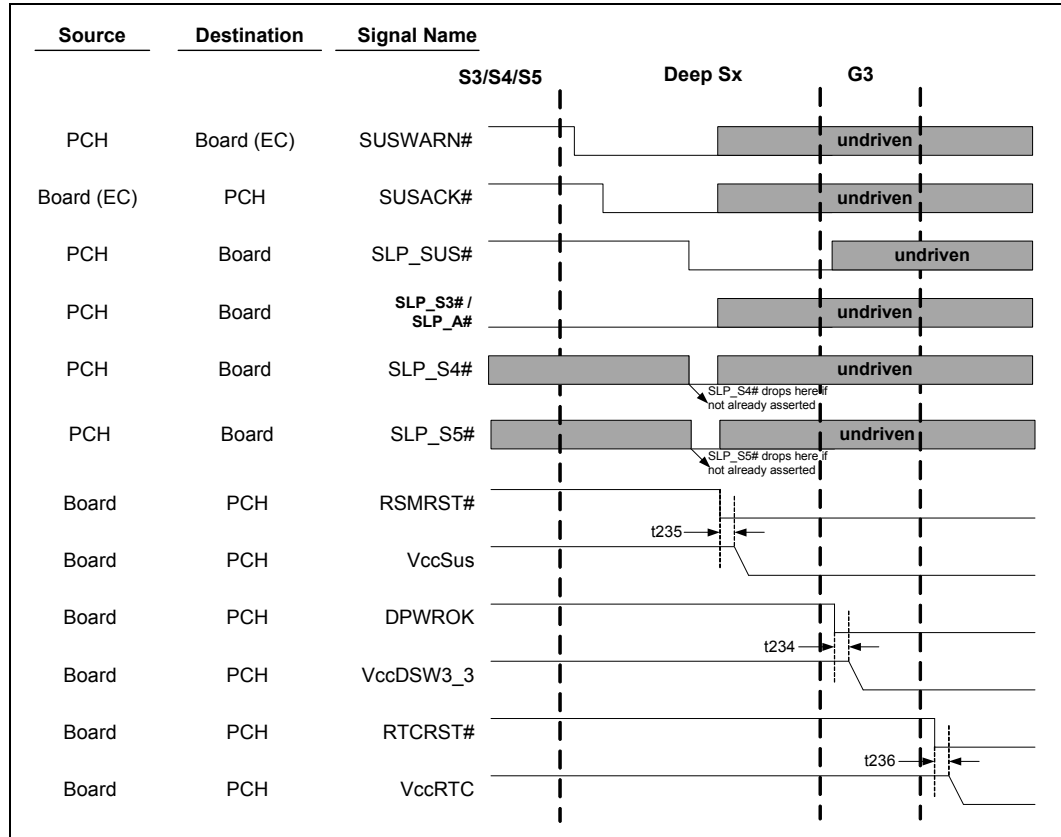 Source Destination Signal Name
S3/S4/S5 Deep Sx G3
PCH Board (EC) SUSWARN# undriven
Board (EC) PCH SUSACK# undriven
PCH Board SLP_SUS# undriven
PCH Board SLP_S3# /
SLP_A# undriven
PCH Board SLP_S4# undriven
SLP_S4# drops here if
not already asserted
PCH Board SLP_S5# undriven
SLP_S5# drops here if
not already asserted
Board PCH RSMRST#
t235
Board PCH VccSus
Board PCH DPWROK
t234
Board PCH VccDSW3_3
Board PCH RTCRST#
t236
Board PCH VccRTC